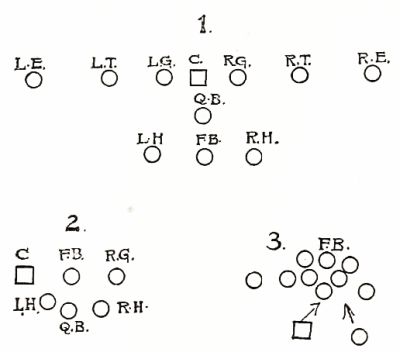 1.
L.E. L.T. L.G. C. R.G. R.T. R.E.
Q.B.
L.H F.B. R.H.
2.
C F.B. R.G.
L.H. R.H.
Q.B.
3.
F.B.